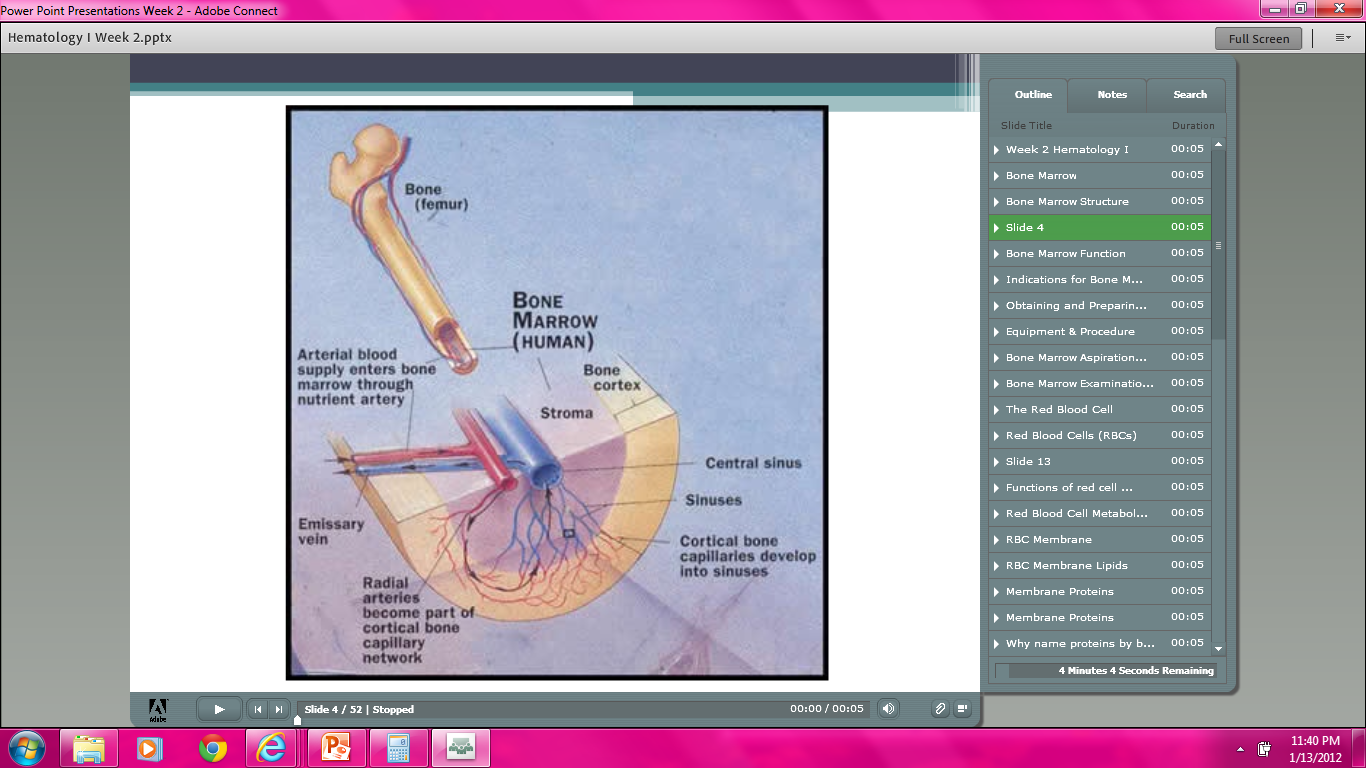 Power Point Presentations Week 2 - Adobe Connect
Hematology I Week 2.pptx
Full Screen
Bone
(femur)
BONE
MARROW
(HUMAN)
Arterial blood
supply enters bone
marrow through
nutrient artery
Bone
cortex
Stroma
Central sinus
Sinuses
Emissary
vein
Cortical bone
capillaries develop
into sinuses
Radial
arteries
become part of
cortical bone
capillary
network
Outline Notes Search
Slide Title Duration
Week 2 Hematology I 00:05
Bone Marrow 00:05
Bone Marrow Structure 00:05
Slide 4 00:05
Bone Marrow Function 00:05
Indications for Bone M... 00:05
Obtaining and Preparin... 00:05
Equipment & Procedure 00:05
Bone Marrow Aspiration... 00:05
Bone Marrow Examinatio... 00:05
The Red Blood Cell 00:05
Red Blood Cells (RBCs) 00:05
Slide 13 00:05
Functions of red cell ... 00:05
Red Blood Cell Metabol... 00:05
RBC Membrane 00:05
RBC Membrane Lipids 00:05
Membrane Proteins 00:05
Membrane Proteins 00:05
Why name proteins by b... 00:05
4 Minutes 4 Seconds Remaining
Adobe
Slide 4 / 52 | Stopped
00:00 / 00:05
11:40 PM
1/13/2012